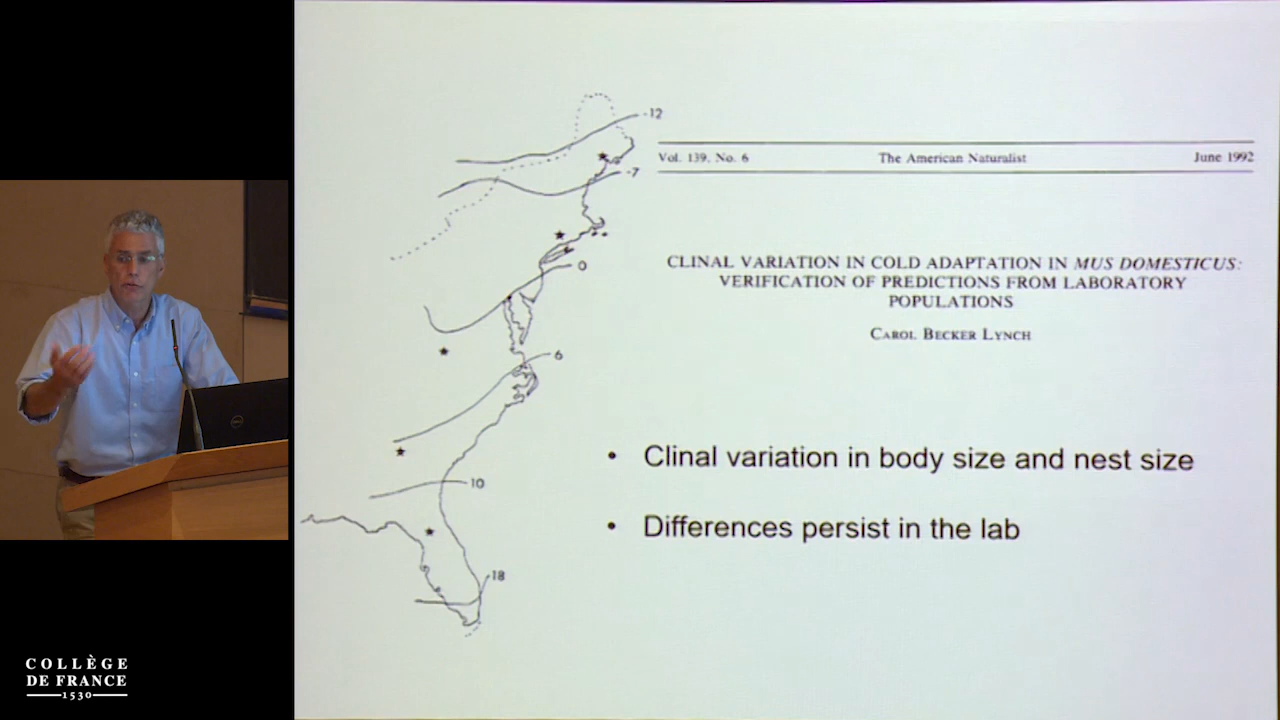 -12
-7
0
6
10
18
Vol. 139, No. 6 The American Naturalist June 1992
CLINAL VARIATION IN COLD ADAPTATION IN MUS DOMESTICUS:
VERIFICATION OF PREDICTIONS FROM LABORATORY
POPULATIONS
CAROL BECKER LYNCH
• Clinal variation in body size and nest size
• Differences persist in the lab
COLLÈGE
DE FRANCE
1530